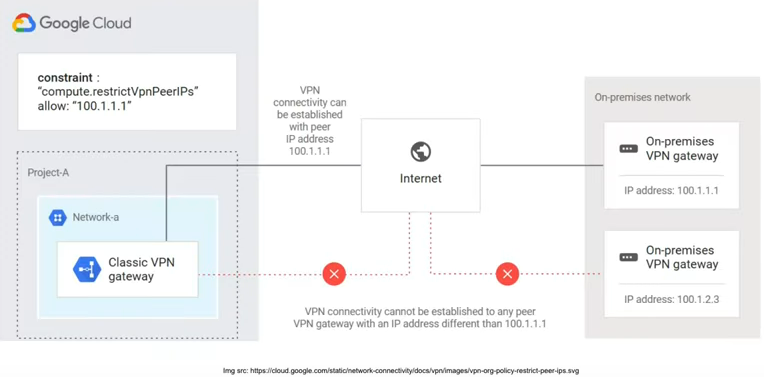 Google Cloud
constraint :
“compute.restrictVpnPeerIPs”
allow: “100.1.1.1”
VPN
connectivity can
be established
with peer
IP address
100.1.1.1
Internet
On-premises network
On-premises
VPN gateway
IP address: 100.1.1.1
On-premises
VPN gateway
IP address: 100.1.2.3
Project-A
Network-a
Classic VPN
gateway
VPN connectivity cannot be established to any peer
VPN gateway with an IP address different than 100.1.1.1
Img src: https://cloud.google.com/static/network-connectivity/docs/vpn/images/vpn-org-policy-restrict-peer-ips.svg